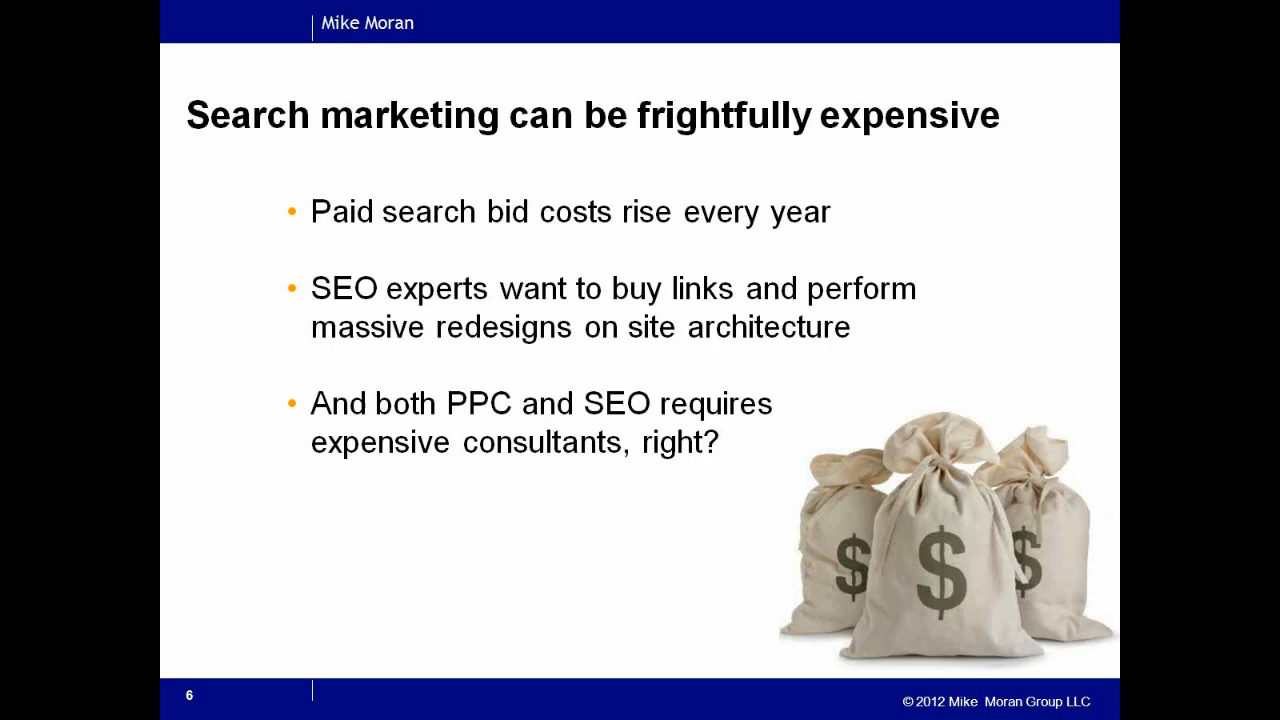 Mike Moran
Search marketing can be frightfully expensive
• Paid search bid costs rise every year
• SEO experts want to buy links and perform
massive redesigns on site architecture
• And both PPC and SEO requires
expensive consultants, right?
$ $ $
6
© 2012 Mike Moran Group LLC